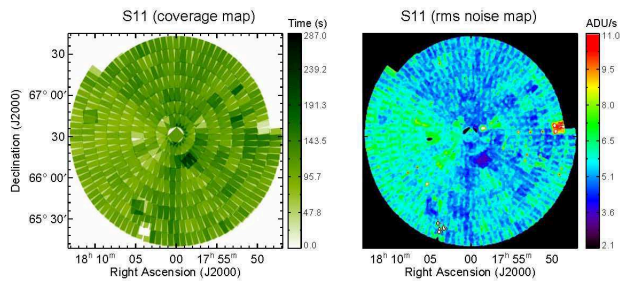 S11 (coverage map)
Time (s)
287.0
239.2
191.3
143.5
95.7
47.8
0.0
30
67° 00′
30
66° 00′
65° 30′
Declination (J2000)
18ʰ 10ᵐ 05 00 17ʰ 55ᵐ 50
Right Ascension (J2000)
S11 (rms noise map)
ADU/s
11.0
9.5
8.0
6.5
5.1
3.6
2.1
18ʰ 10ᵐ 05 00 17ʰ 55ᵐ 50
Right Ascension (J2000)